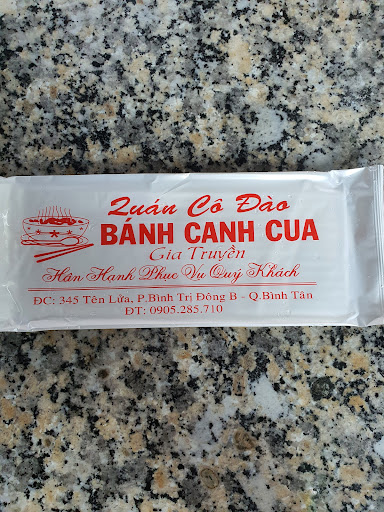 Quán Cô Đào
BÁNH CANH CUA
Gia Truyền
Hân Hạnh Phục Vụ Quý Khách
ĐC: 345 Tên Lửa, P.Bình Trị Đông B - Q.Bình Tân
ĐT: 0905.285.710